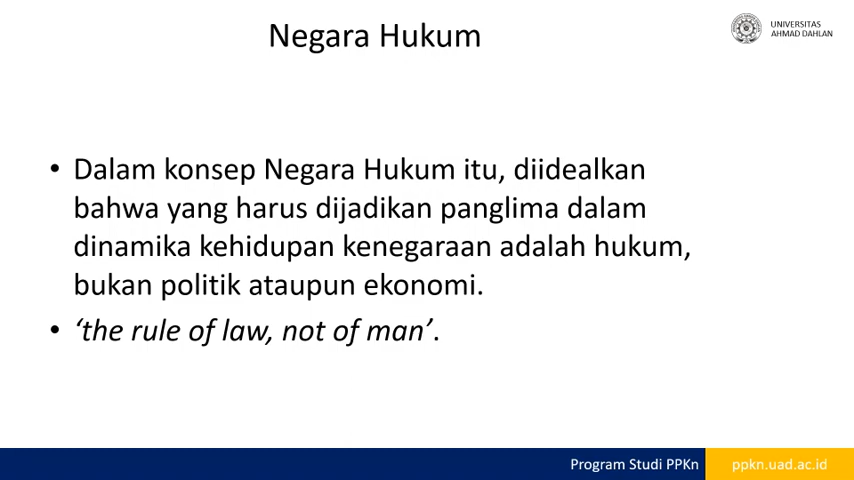 Negara Hukum
UNIVERSITAS
AHMAD DAHLAN
• Dalam konsep Negara Hukum itu, diidealkan
bahwa yang harus dijadikan panglima dalam
dinamika kehidupan kenegaraan adalah hukum,
bukan politik ataupun ekonomi.
• ‘the rule of law, not of man’.
Program Studi PPKn
ppkn.uad.ac.id